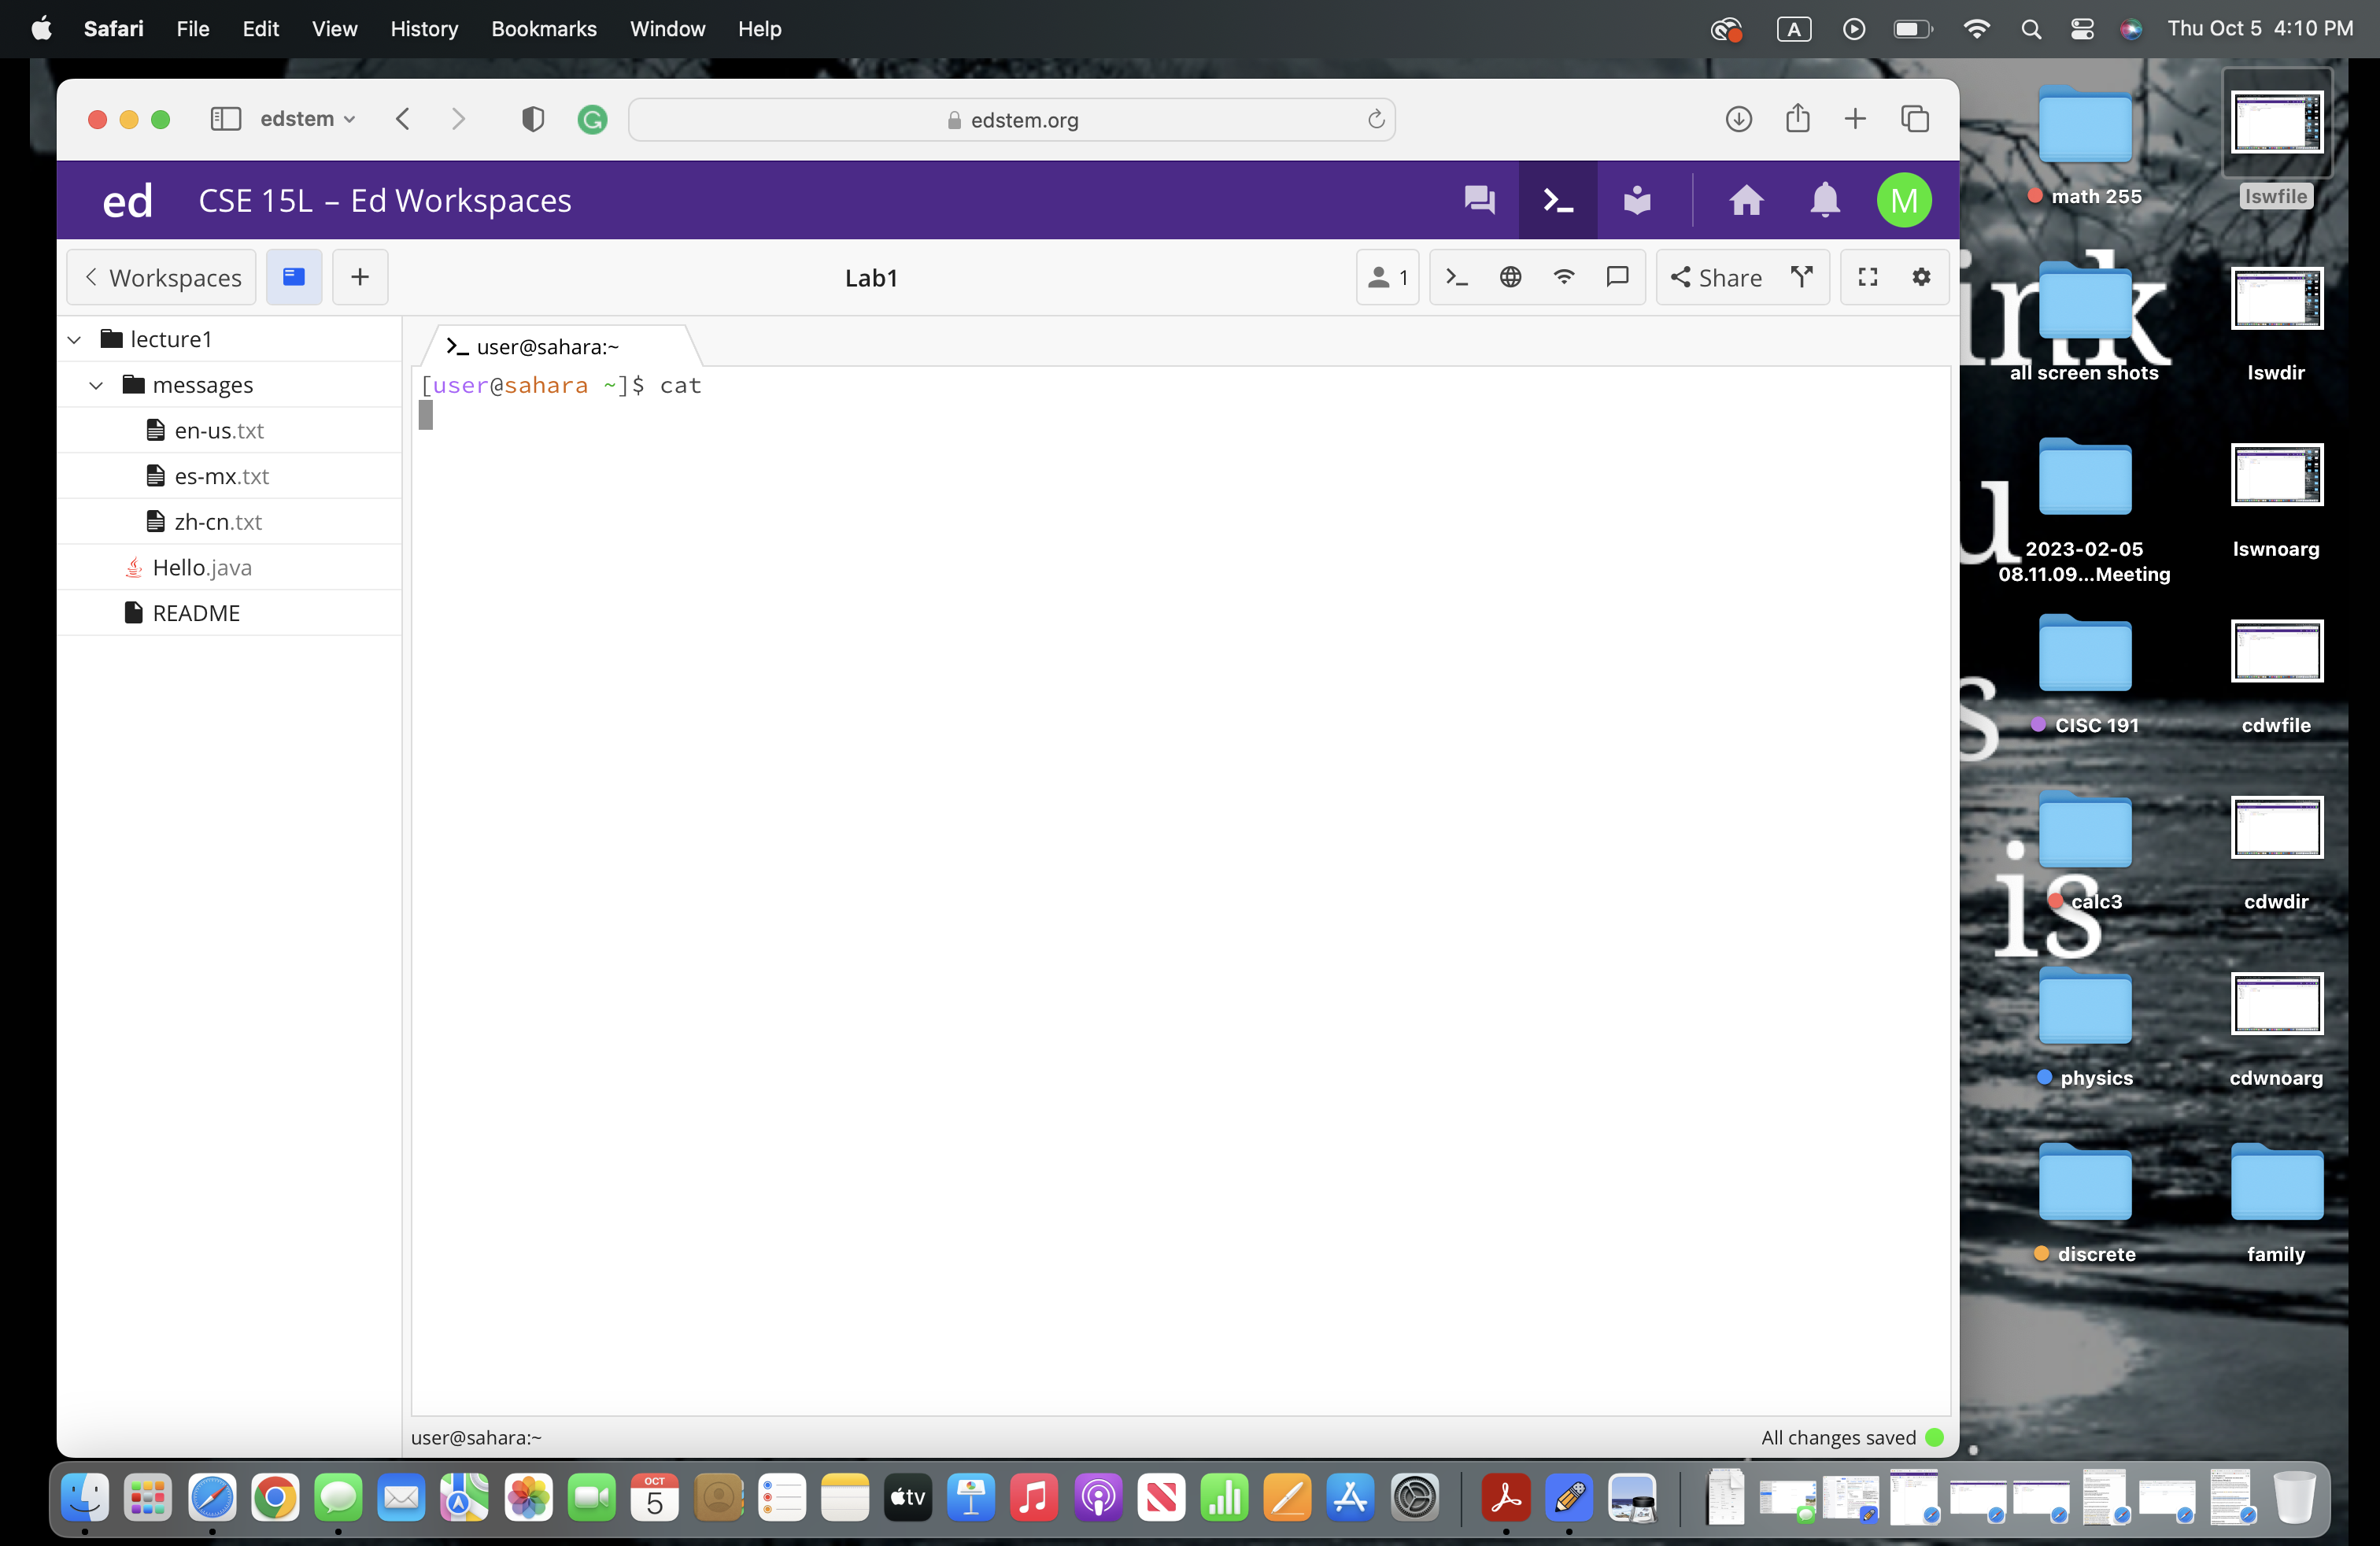 Safari File Edit View History Bookmarks Window Help A Thu Oct 5 4:10 PM
edstem edstem.org
ed CSE 15L – Ed Workspaces M
Workspaces Lab1 1 Share
lecture1
messages
en-us.txt
es-mx.txt
zh-cn.txt
Hello.java
README
user@sahara:~
[user@sahara ~]$ cat
user@sahara:~ All changes saved
math 255
lswfile
ink
all screen shots
lswdir
u
2023-02-05
08.11.09...Meeting
lswnoarg
s
CISC 191
cdwfile
is
calc3
cdwdir
physics
cdwnoarg
discrete
family
OCT
5
tv